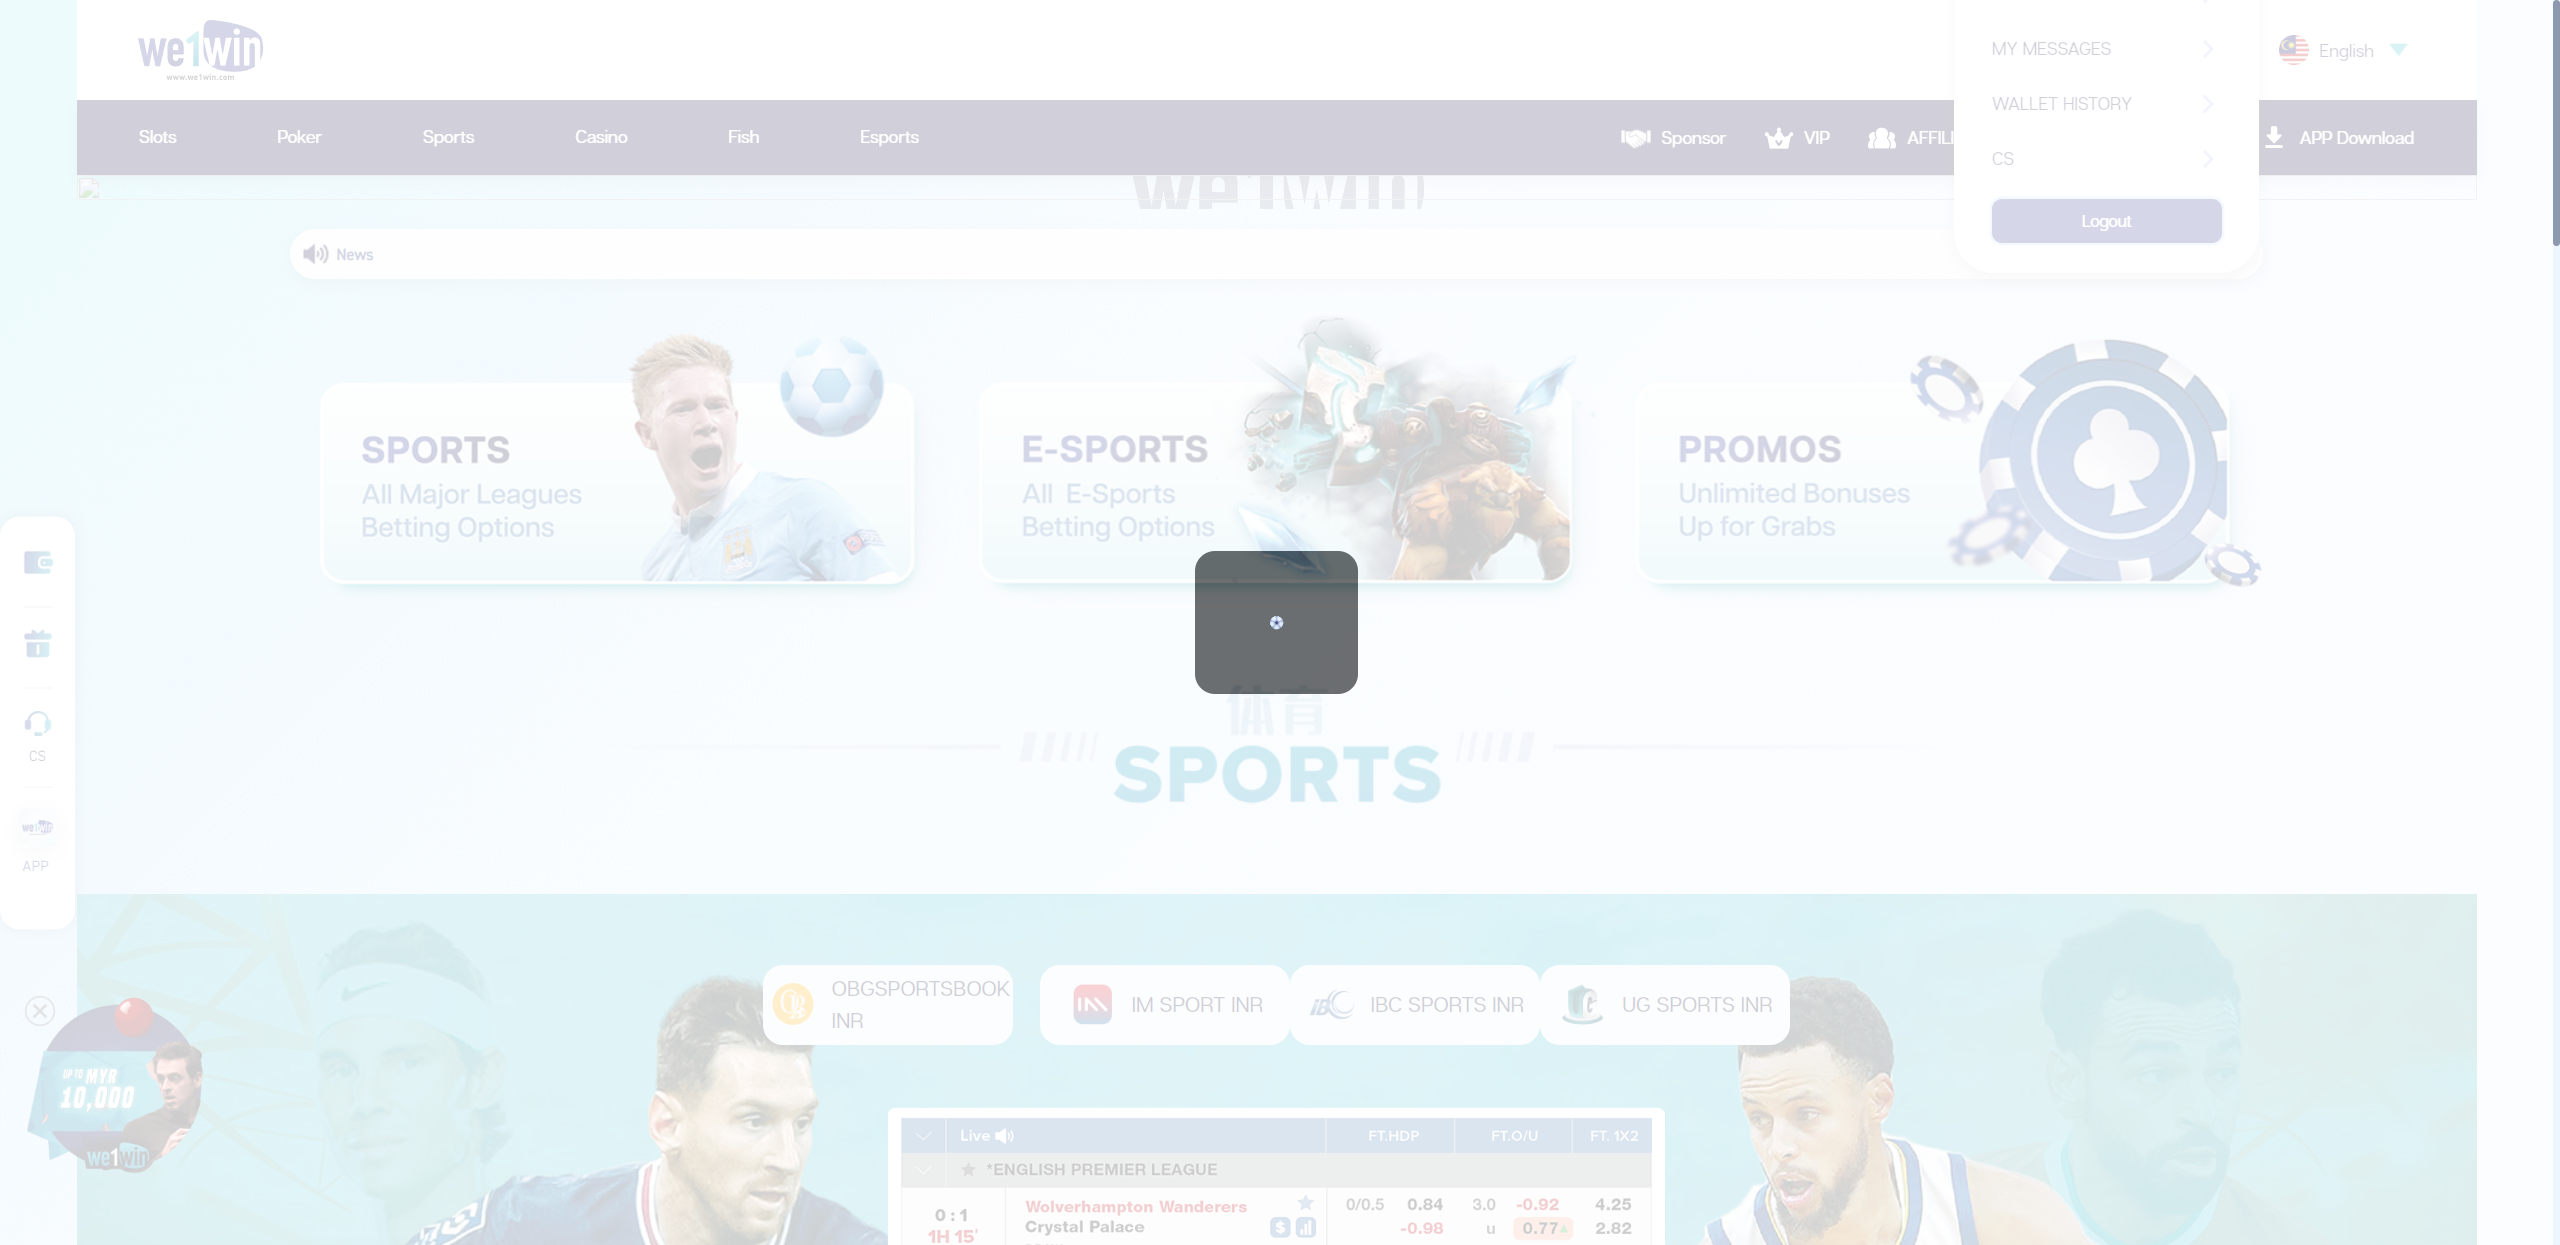 we1win
www.we1win.com
MY MESSAGES
English
WALLET HISTORY
CS
Logout
Slots
Poker
Sports
Casino
Fish
Esports
Sponsor
VIP
AFFILI
APP Download
we1win
News
SPORTS
All Major Leagues
Betting Options
E-SPORTS
All E-Sports
Betting Options
PROMOS
Unlimited Bonuses
Up for Grabs
体育
SPORTS
CS
we1win
APP
OBGSPORTSBOOK
INR
IM SPORT INR
IBC SPORTS INR
UG SPORTS INR
UP TO MYR
10,000
we1win
Live
FT.HDP
FT.O/U
FT. 1X2
*ENGLISH PREMIER LEAGUE
0 : 1
1H 15'
Wolverhampton Wanderers
Crystal Palace
0/0.5 0.84
-0.98
3.0 -0.92
u 0.77
4.25
2.82